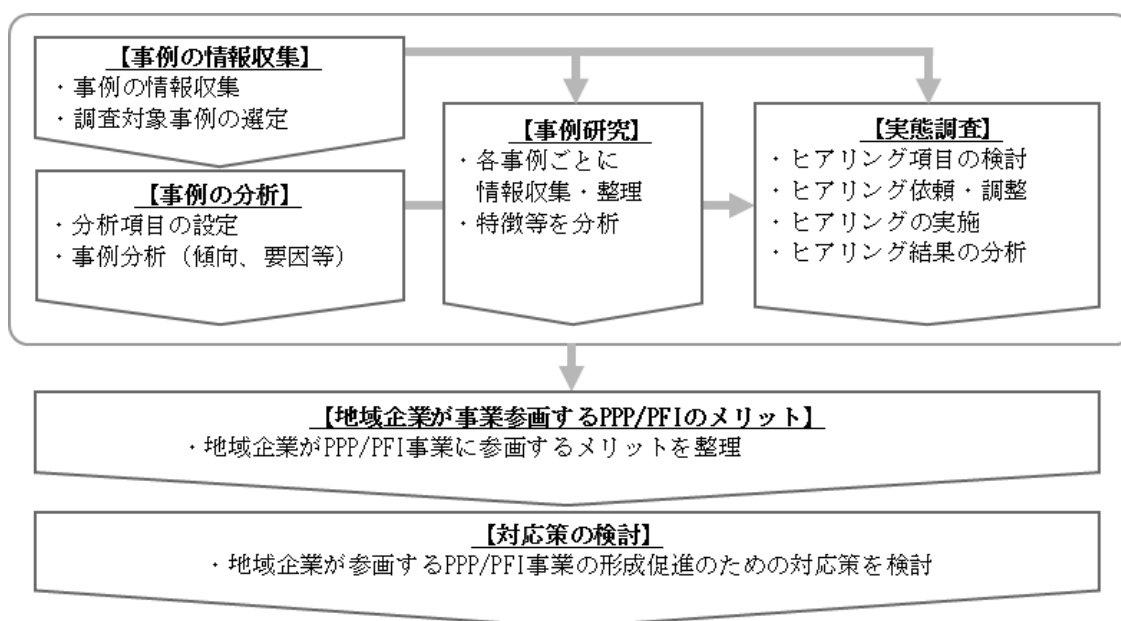 【事例の情報収集】
・事例の情報収集
・調査対象事例の選定
【事例の分析】
・分析項目の設定
・事例分析（傾向、要因等）
【事例研究】
・各事例ごとに
情報収集・整理
・特徴等を分析
【実態調査】
・ヒアリング項目の検討
・ヒアリング依頼・調整
・ヒアリングの実施
・ヒアリング結果の分析
【地域企業が事業参画するPPP/PFIのメリット】
・地域企業がPPP/PFI事業に参画するメリットを整理
【対応策の検討】
・地域企業が参画するPPP/PFI事業の形成促進のための対応策を検討